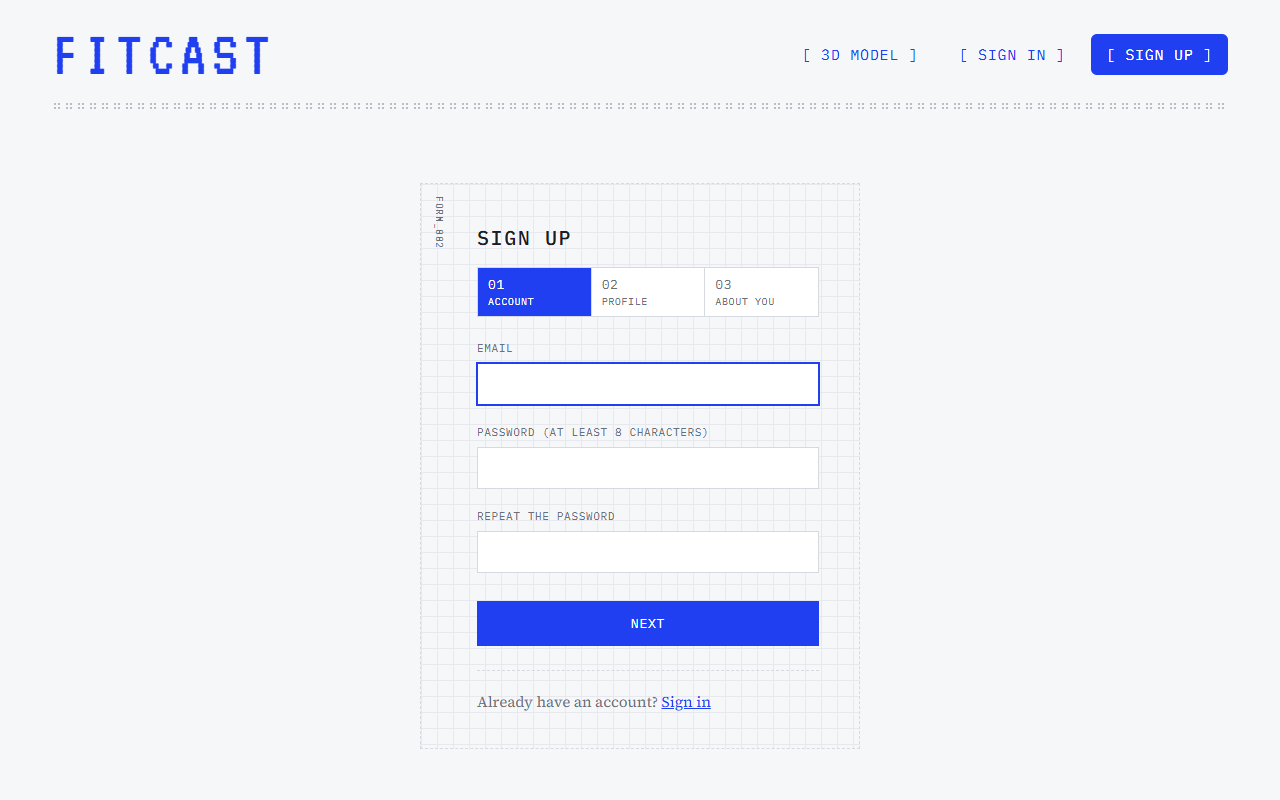 FITCAST
[ 3D MODEL ]
[ SIGN IN ]
[ SIGN UP ]
FORM_002
SIGN UP
01
ACCOUNT
02
PROFILE
03
ABOUT YOU
EMAIL
PASSWORD (AT LEAST 8 CHARACTERS)
REPEAT THE PASSWORD
NEXT
Already have an account? Sign in